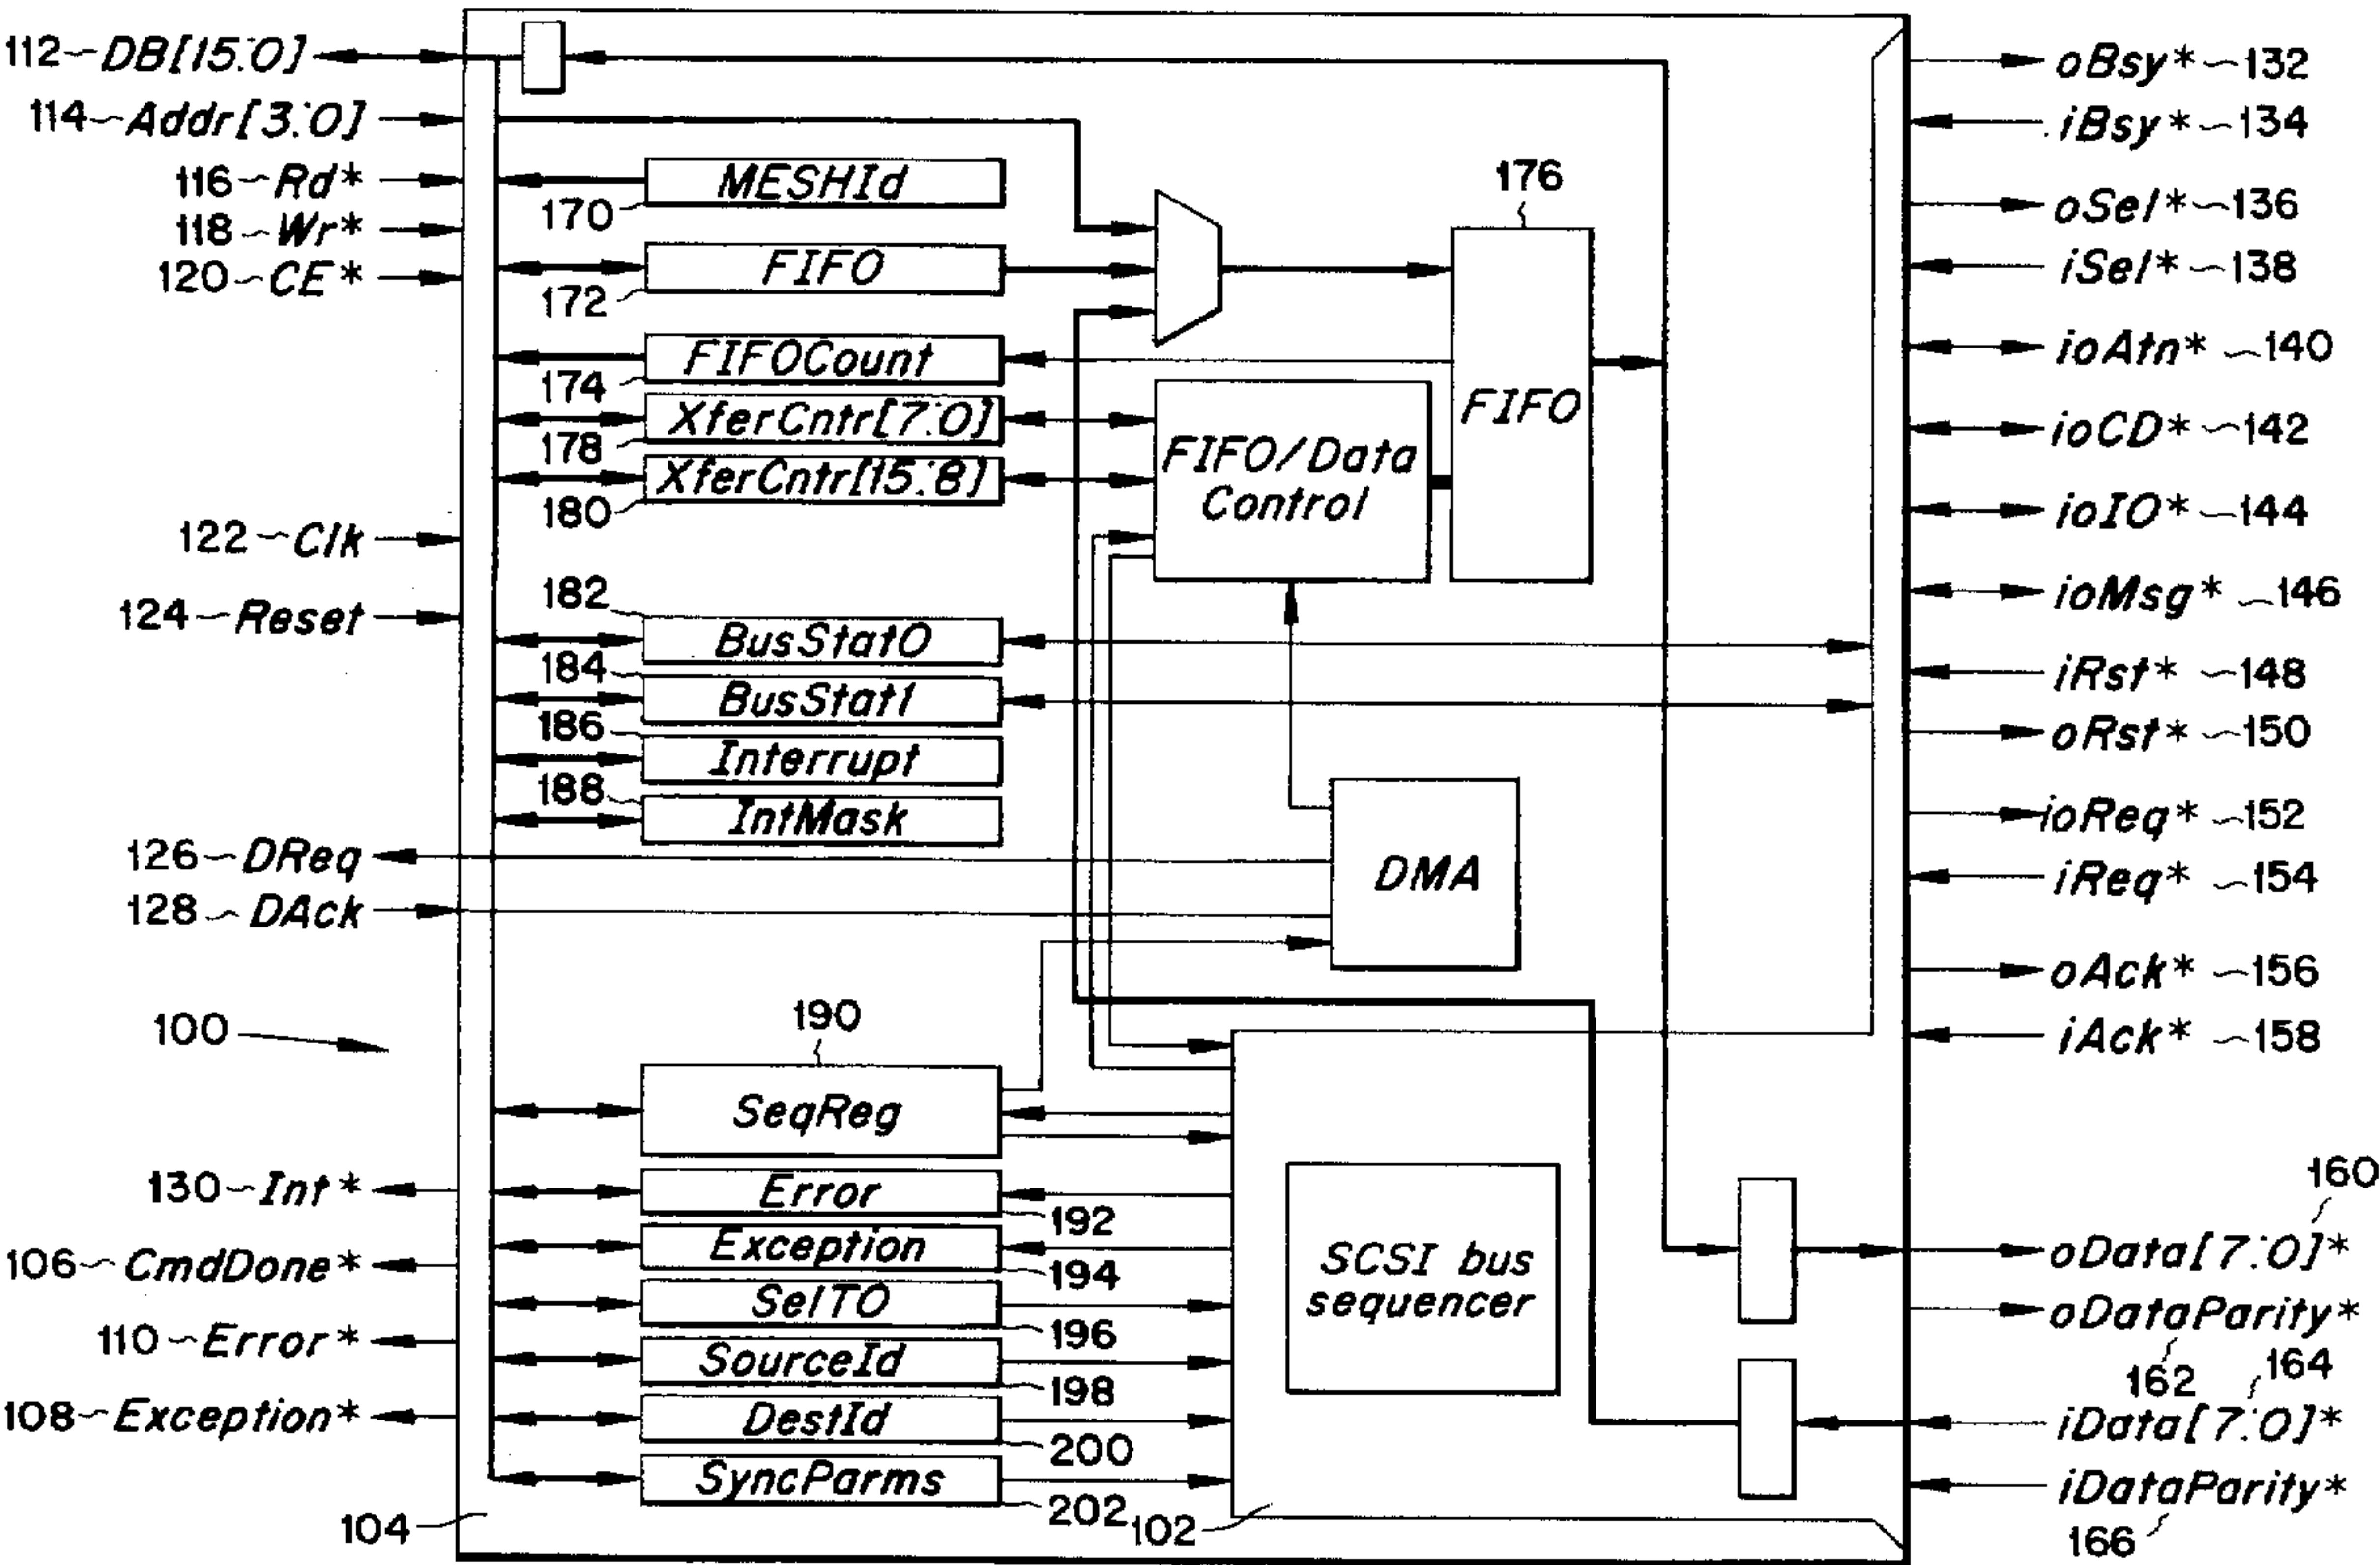 112 DB[15:0]
114 Addr[3:0]
116 Rd*
118 Wr*
120 CE*
122 Clk
124 Reset
126 DReq
128 DAck
100
130 Int*
106 CmdDone*
110 Error*
108 Exception*
104
MESHId
170
FIFO
172
FIFOCount
174
XferCntr[7:0]
178
XferCntr[15:8]
180
182
BusStat0
184
BusStat1
186
Interrupt
188
IntMask
190
SeqReg
Error
192
Exception
194
SelTO
196
SourceId
198
DestId
200
SyncParms
202
102
176
FIFO
FIFO/Data
Control
DMA
SCSI bus
sequencer
oBsy* 132
iBsy* 134
oSel* 136
iSel* 138
ioAtn* 140
ioCD* 142
ioIO* 144
ioMsg* 146
iRst* 148
oRst* 150
ioReq* 152
iReq* 154
oAck* 156
iAck* 158
160
oData[7:0]*
oDataParity*
162
164
iData[7:0]*
iDataParity*
166